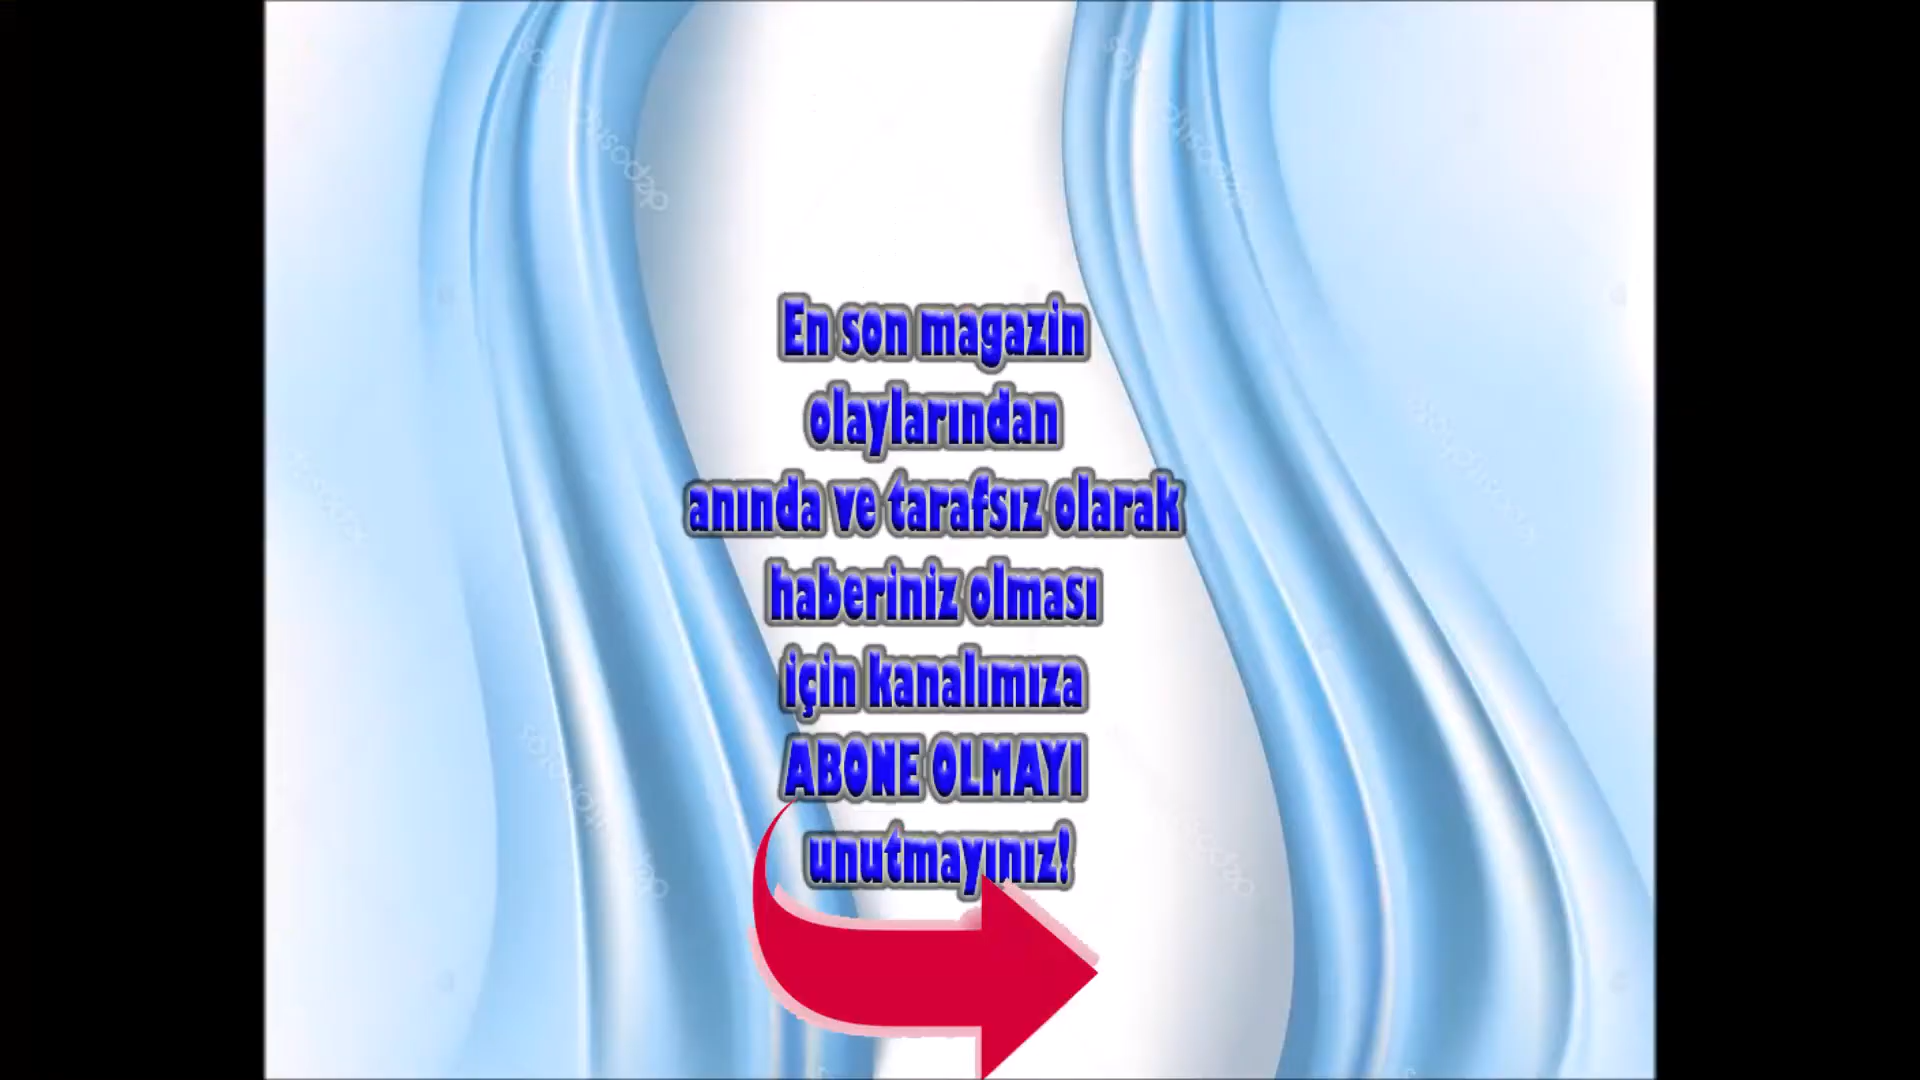 En son magazin
olaylarından
anında ve tarafsız olarak
haberiniz olması
için kanalımıza
ABONE OLMAYI
unutmayınız!